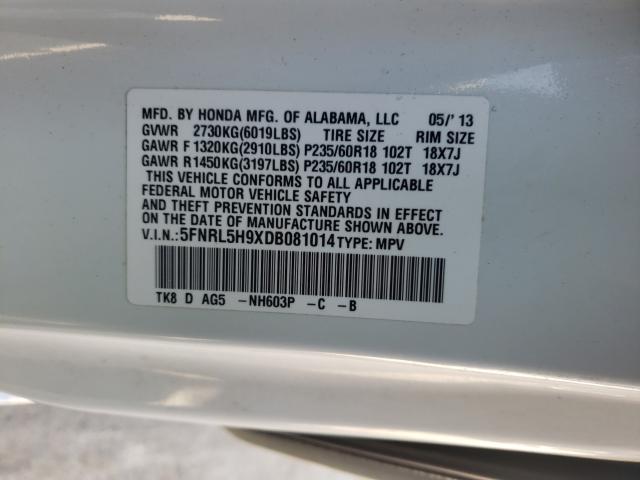 MFD. BY HONDA MFG. OF ALABAMA, LLC 05/' 13
GVWR 2730KG(6019LBS) TIRE SIZE RIM SIZE
GAWR F 1320KG(2910LBS) P235/60R18 102T 18X7J
GAWR R1450KG(3197LBS) P235/60R18 102T 18X7J
THIS VEHICLE CONFORMS TO ALL APPLICABLE
FEDERAL MOTOR VEHICLE SAFETY
AND THEFT PREVENTION STANDARDS IN EFFECT
ON THE DATE OF MANUFACTURE SHOWN ABOVE.
V.I.N.:5FNRL5H9XDB081014 TYPE: MPV
TK8 D AG5 -NH603P -C -B